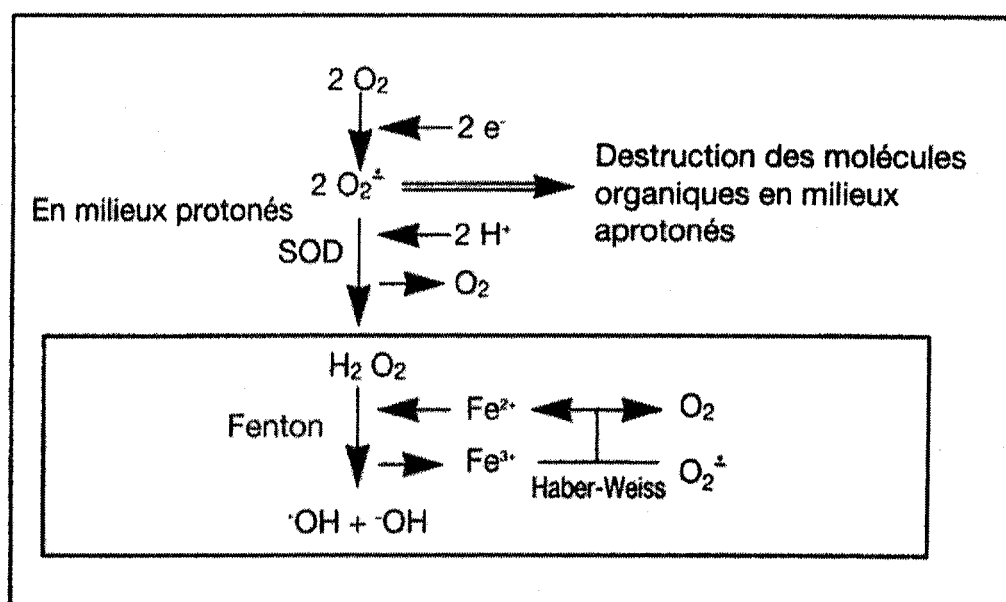 2 O₂
2 e⁻
2 O₂∸
Destruction des molécules
organiques en milieux
aprotonés
En milieux protonés
SOD
2 H⁺
O₂
H₂ O₂
Fenton
Fe²⁺
O₂
Fe³⁺
Haber-Weiss
O₂∸
·OH + ⁻OH